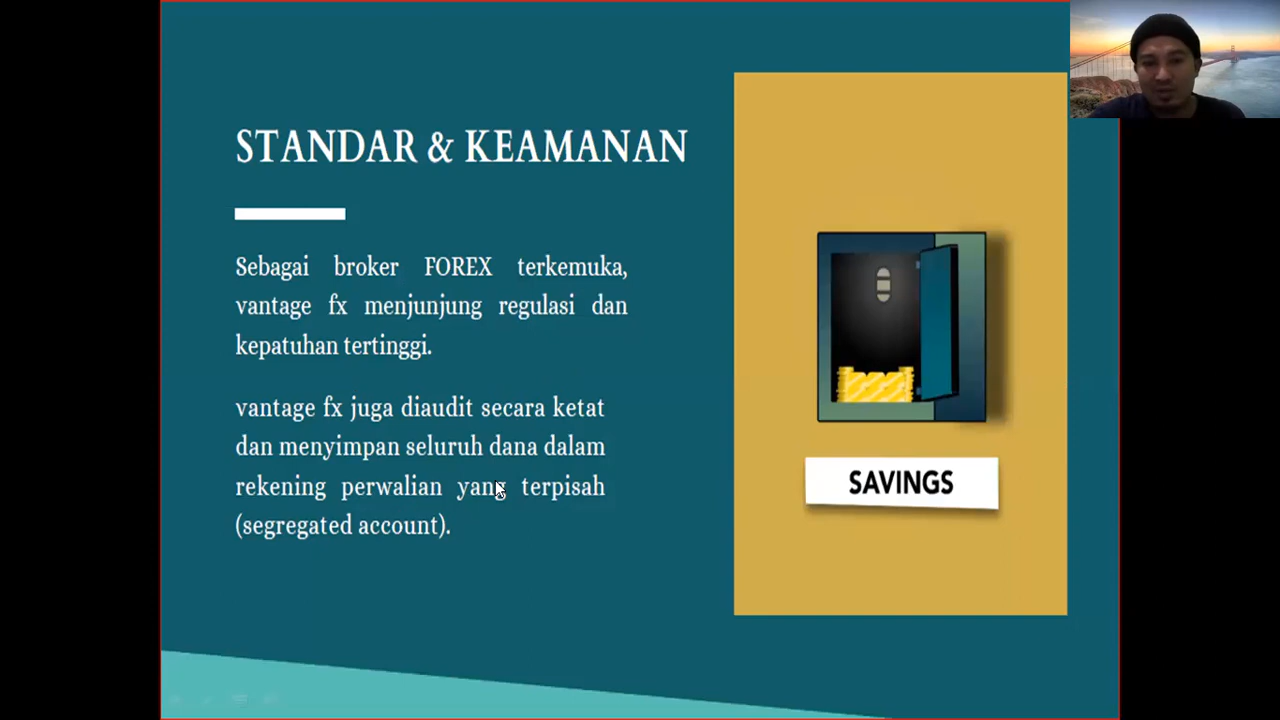 STANDAR & KEAMANAN
Sebagai broker FOREX terkemuka,
vantage fx menjunjung regulasi dan
kepatuhan tertinggi.
vantage fx juga diaudit secara ketat
dan menyimpan seluruh dana dalam
rekening perwalian yang terpisah
(segregated account).
SAVINGS